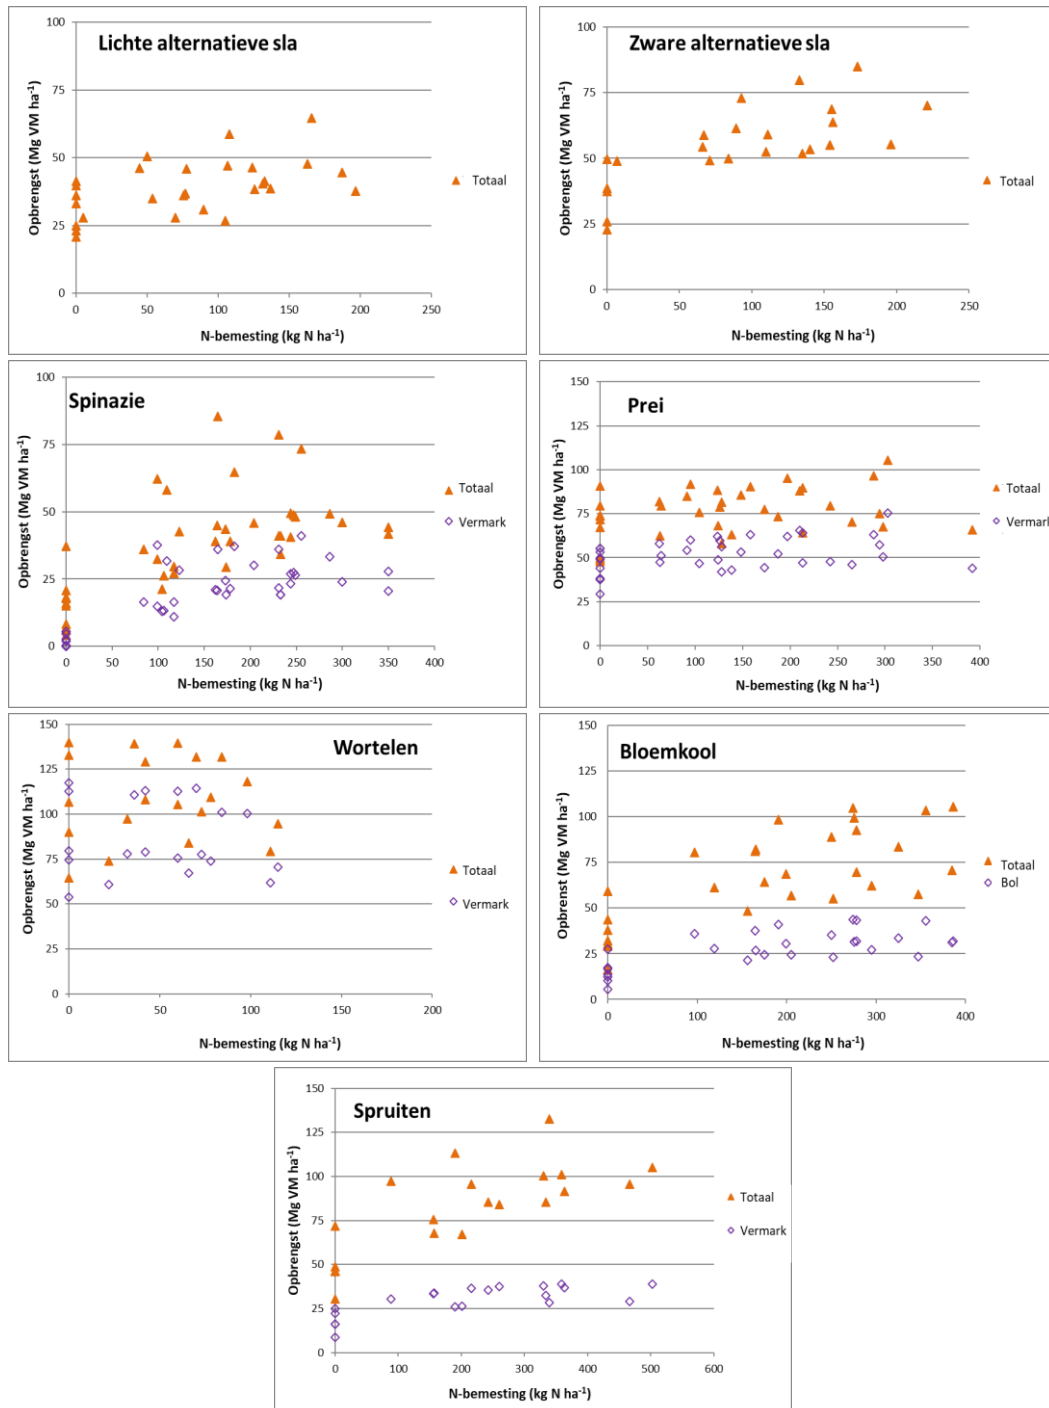 Lichte alternatieve sla
Opbrengst (Mg VM ha⁻¹)
100
75
50
25
0
0 50 100 150 200 250
N-bemesting (kg N ha⁻¹)
Totaal
Zware alternatieve sla
Opbrengst (Mg VM ha⁻¹)
100
75
50
25
0
0 50 100 150 200 250
N-bemesting (kg N ha⁻¹)
Totaal
Spinazie
Opbrengst (Mg VM ha⁻¹)
100
75
50
25
0
0 50 100 150 200 250 300 350 400
N-bemesting (kg N ha⁻¹)
Totaal
Vermark
Prei
Opbrengst (Mg VM ha⁻¹)
150
125
100
75
50
25
0
0 50 100 150 200 250 300 350 400
N-bemesting (kg N ha⁻¹)
Totaal
Vermark
Wortelen
Opbrengst (Mg VM ha⁻¹)
150
125
100
75
50
25
0
0 50 100 150 200
N-bemesting (kg N ha⁻¹)
Totaal
Vermark
Bloemkool
Opbrenst (Mg VM ha⁻¹)
150
125
100
75
50
25
0
0 100 200 300 400
N-bemesting (kg N ha⁻¹)
Totaal
Bol
Spruiten
Opbrengst (Mg VM ha⁻¹)
150
125
100
75
50
25
0
0 100 200 300 400 500 600
N-bemesting (kg N ha⁻¹)
Totaal
Vermark